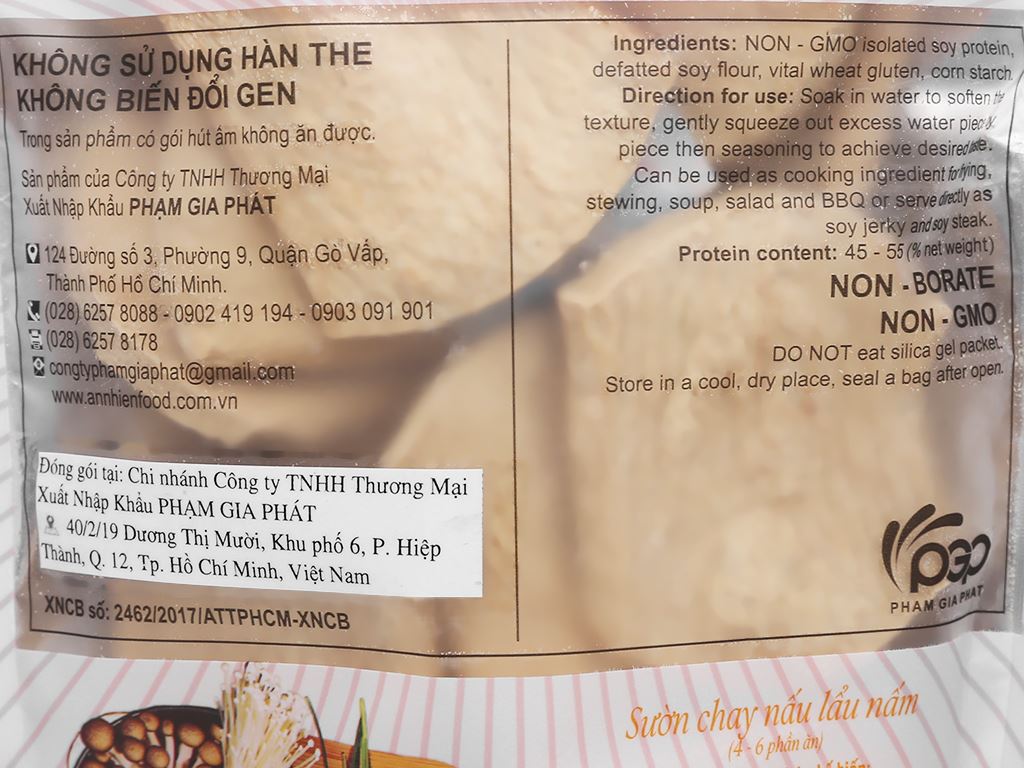 KHÔNG SỬ DỤNG HÀN THE
KHÔNG BIẾN ĐỔI GEN
Trong sản phẩm có gói hút ẩm không ăn được.
Sản phẩm của Công ty TNHH Thương Mại
Xuất Nhập Khẩu PHẠM GIA PHÁT
124 Đường số 3, Phường 9, Quận Gò Vấp,
Thành Phố Hồ Chí Minh.
(028) 6257 8088 - 0902 419 194 - 0903 091 901
(028) 6257 8178
congtyphamgiaphat@gmail.com
www.annhienfood.com.vn
Đóng gói tại: Chi nhánh Công ty TNHH Thương Mại
Xuất Nhập Khẩu PHẠM GIA PHÁT
40/2/19 Dương Thị Mười, Khu phố 6, P. Hiệp
Thành, Q. 12, Tp. Hồ Chí Minh, Việt Nam
XNCB số: 2462/2017/ATTPHCM-XNCB
Ingredients: NON - GMO isolated soy protein,
defatted soy flour, vital wheat gluten, corn starch.
Direction for use: Soak in water to soften the
texture, gently squeeze out excess water piece by
piece then seasoning to achieve desired taste.
Can be used as cooking ingredient for frying,
stewing, soup, salad and BBQ or serve directly as
soy jerky and soy steak.
Protein content: 45 - 55 (% net weight)
NON - BORATE
NON - GMO
DO NOT eat silica gel packet.
Store in a cool, dry place, seal a bag after open.
PGP
PHAM GIA PHAT
Sườn chay nấu lẩu nấm
(4 - 6 phần ăn)